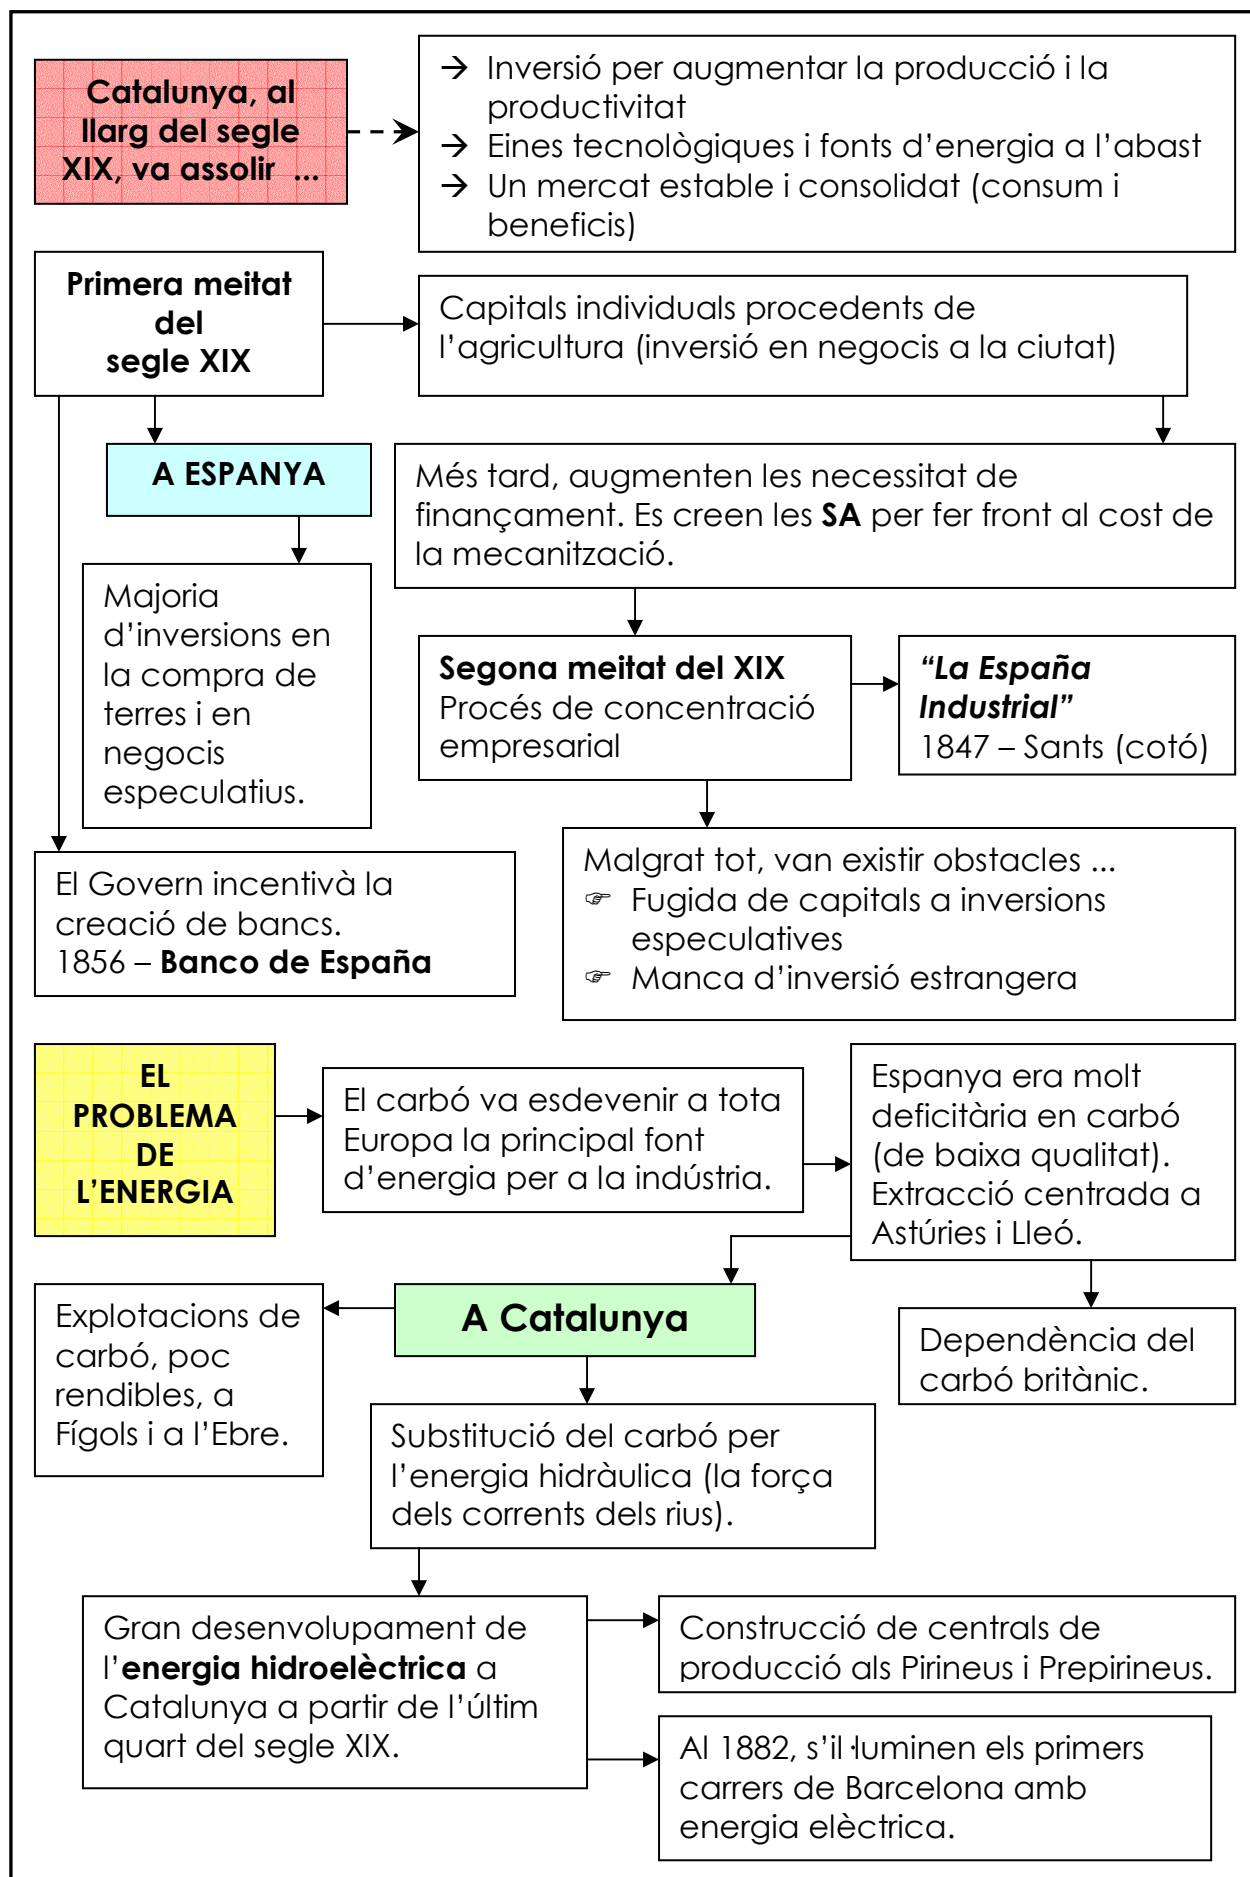 Catalunya, al
llarg del segle
XIX, va assolir ...
→ Inversió per augmentar la producció i la
productivitat
→ Eines tecnològiques i fonts d’energia a l’abast
→ Un mercat estable i consolidat (consum i
beneficis)
Primera meitat
del
segle XIX
Capitals individuals procedents de
l’agricultura (inversió en negocis a la ciutat)
A ESPANYA
Més tard, augmenten les necessitat de
finançament. Es creen les SA per fer front al cost de
la mecanització.
Majoria
d’inversions en
la compra de
terres i en
negocis
especulatius.
Segona meitat del XIX
Procés de concentració
empresarial
“La España
Industrial”
1847 – Sants (cotó)
El Govern incentivà la
creació de bancs.
1856 – Banco de España
Malgrat tot, van existir obstacles ...
☞ Fugida de capitals a inversions
especulatives
☞ Manca d’inversió estrangera
EL
PROBLEMA
DE
L’ENERGIA
El carbó va esdevenir a tota
Europa la principal font
d’energia per a la indústria.
Espanya era molt
deficitària en carbó
(de baixa qualitat).
Extracció centrada a
Astúries i Lleó.
Explotacions de
carbó, poc
rendibles, a
Fígols i a l’Ebre.
A Catalunya
Dependència del
carbó britànic.
Substitució del carbó per
l’energia hidràulica (la força
dels corrents dels rius).
Gran desenvolupament de
l’energia hidroelèctrica a
Catalunya a partir de l’últim
quart del segle XIX.
Construcció de centrals de
producció als Pirineus i Prepirineus.
Al 1882, s’il·luminen els primers
carrers de Barcelona amb
energia elèctrica.